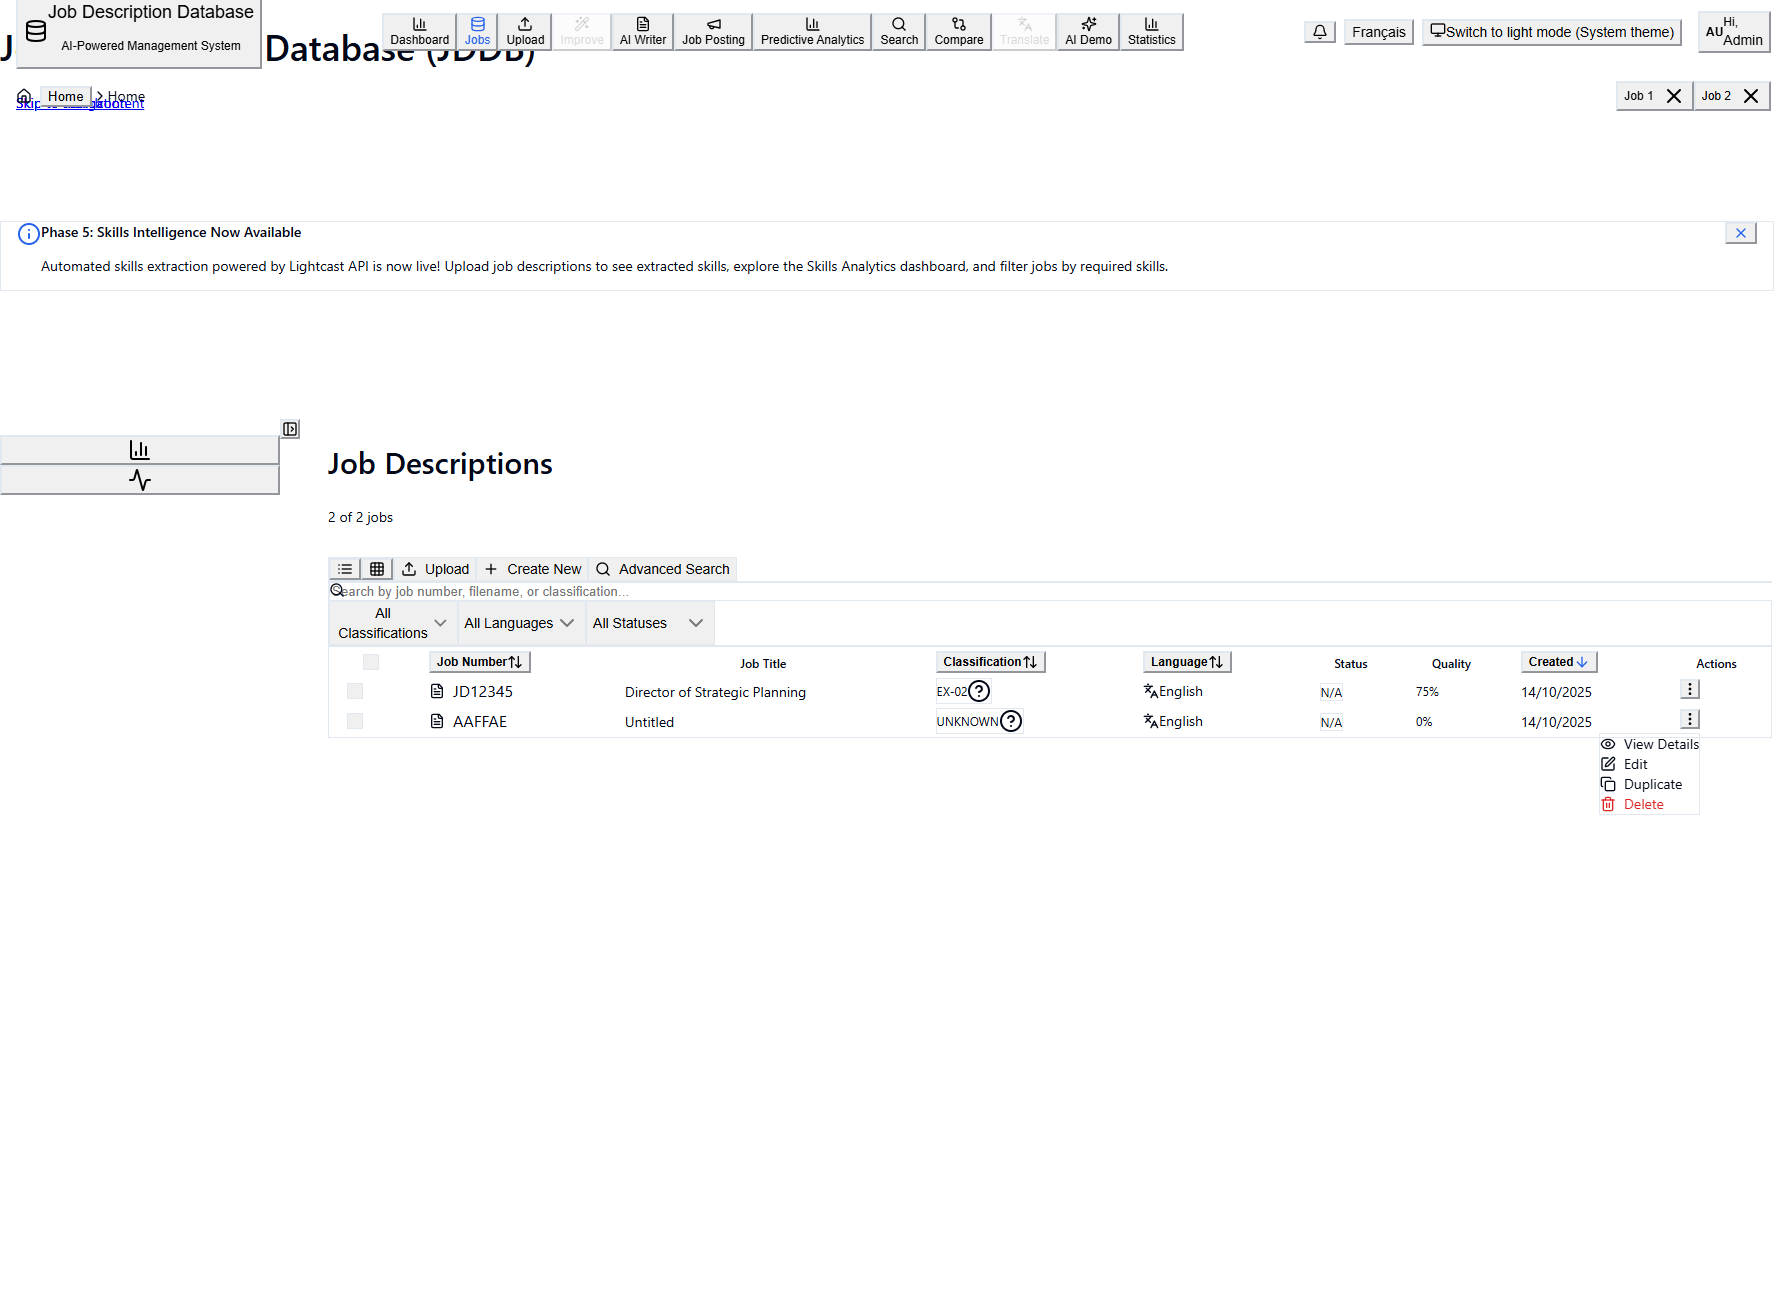 Job Description Database
AI-Powered Management System
Database (JDDB)
Dashboard
Jobs
Upload
Improve
AI Writer
Job Posting
Predictive Analytics
Search
Compare
Translate
AI Demo
Statistics
Français
Switch to light mode (System theme)
AU
Hi,
Admin
Home
Home
Job 1
Job 2
Phase 5: Skills Intelligence Now Available
Automated skills extraction powered by Lightcast API is now live! Upload job descriptions to see extracted skills, explore the Skills Analytics dashboard, and filter jobs by required skills.
Job Descriptions
2 of 2 jobs
Upload
Create New
Advanced Search
Search by job number, filename, or classification...
All
Classifications
All Languages
All Statuses
Job Number Job Title Classification Language Status Quality Created Actions
JD12345 Director of Strategic Planning EX-02 English N/A 75% 14/10/2025
AAFFAE Untitled UNKNOWN English N/A 0% 14/10/2025
View Details
Edit
Duplicate
Delete